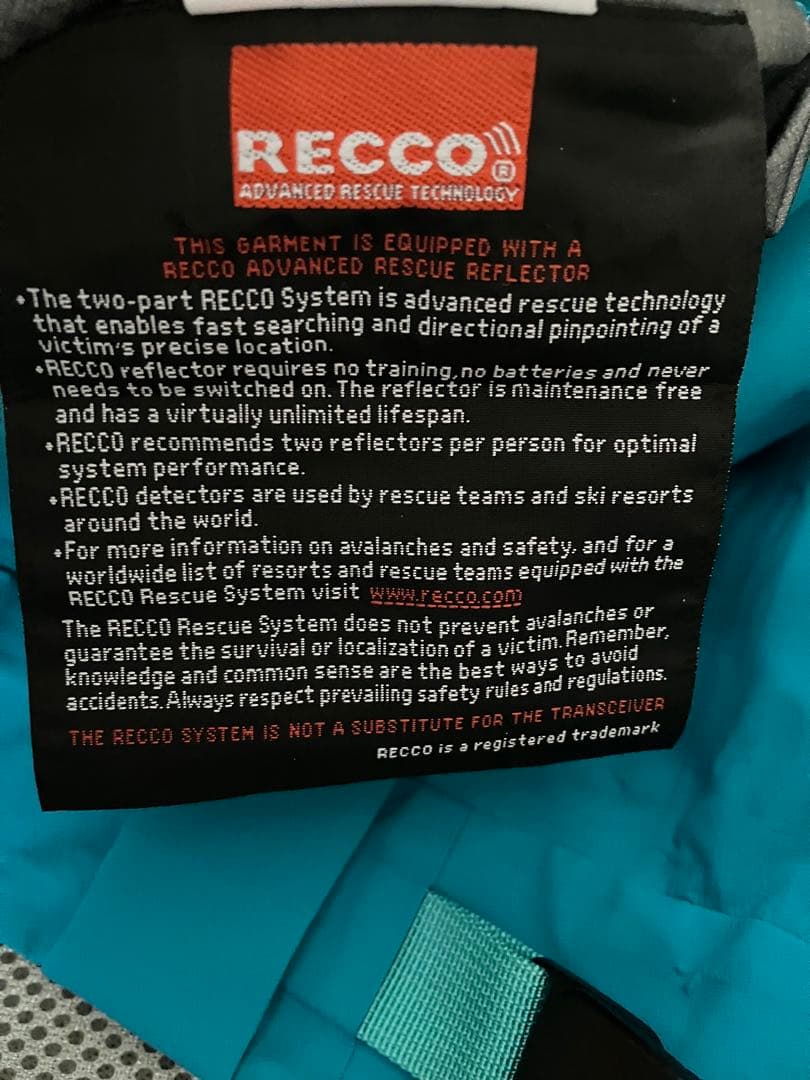 RECCO®
ADVANCED RESCUE TECHNOLOGY
THIS GARMENT IS EQUIPPED WITH A
RECCO ADVANCED RESCUE REFLECTOR
•The two-part RECCO System is advanced rescue technology
that enables fast searching and directional pinpointing of a
victim's precise location.
•RECCO reflector requires no training, no batteries and never
needs to be switched on. The reflector is maintenance free
and has a virtually unlimited lifespan.
•RECCO recommends two reflectors per person for optimal
system performance.
•RECCO detectors are used by rescue teams and ski resorts
around the world.
•For more information on avalanches and safety, and for a
worldwide list of resorts and rescue teams equipped with the
RECCO Rescue System visit www.recco.com
The RECCO Rescue System does not prevent avalanches or
guarantee the survival or localization of a victim. Remember,
knowledge and common sense are the best ways to avoid
accidents. Always respect prevailing safety rules and regulations.
THE RECCO SYSTEM IS NOT A SUBSTITUTE FOR THE TRANSCEIVER
RECCO is a registered trademark